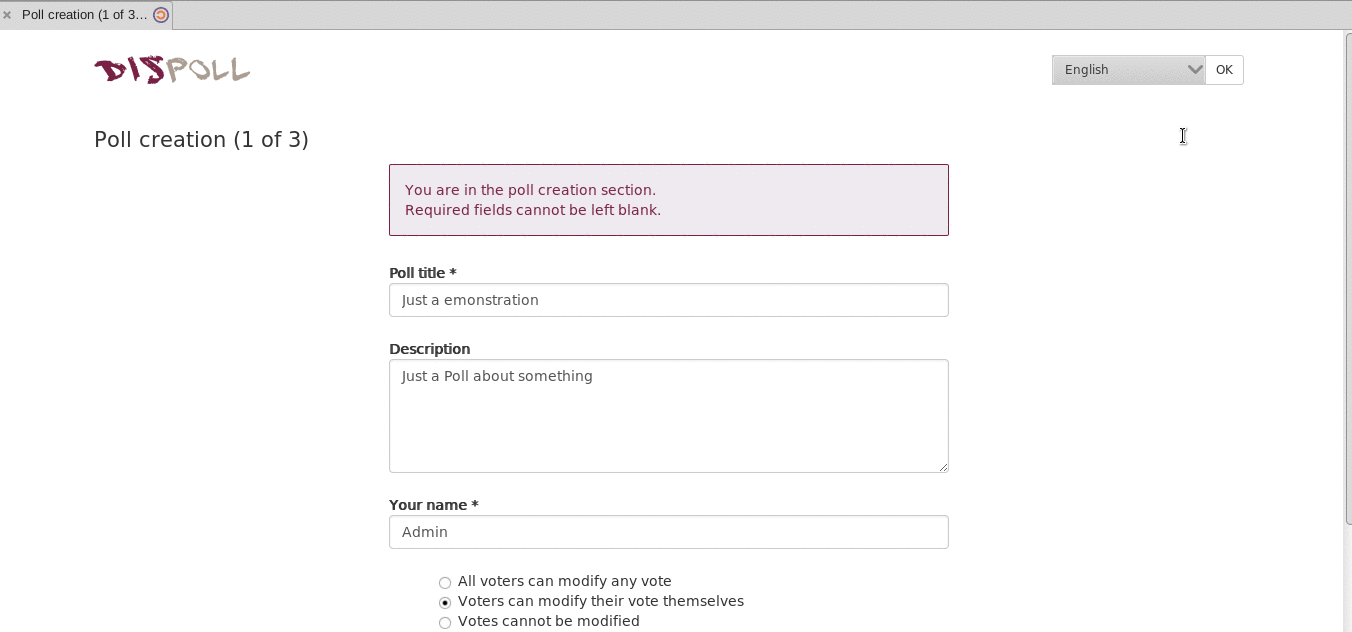 Poll creation (1 of 3...
DISPOLL
English
OK
Poll creation (1 of 3)
You are in the poll creation section.
Required fields cannot be left blank.
Poll title *
Just a emonstration
Description
Just a Poll about something
Your name *
Admin
All voters can modify any vote
Voters can modify their vote themselves
Votes cannot be modified